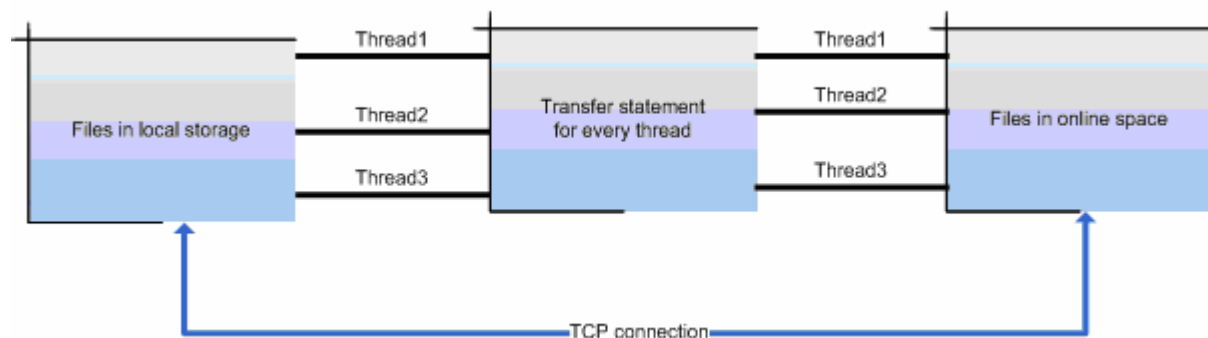 Thread1
Thread1
Thread2
Thread2
Files in local storage
Transfer statement
for every thread
Files in online space
Thread3
Thread3
TCP connection